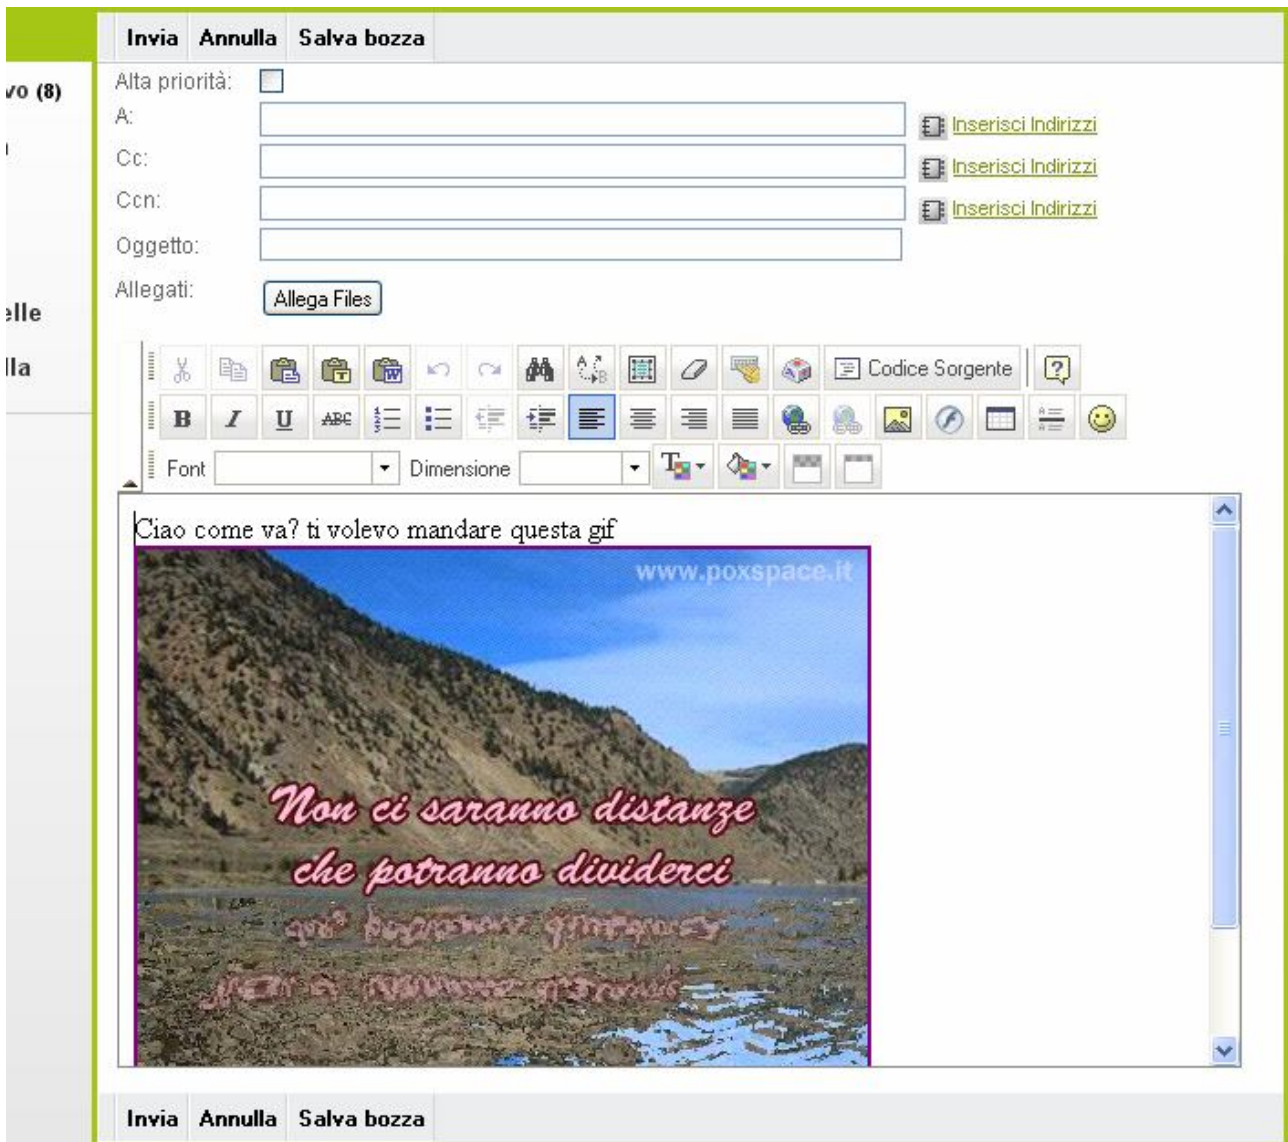 Invia Annulla Salva bozza
vo (8)
Alta priorità:
A:
Inserisci Indirizzi
Cc:
Inserisci Indirizzi
Ccn:
Inserisci Indirizzi
Oggetto:
elle
Allegati: Allega Files
lla
Codice Sorgente
B I U ABC
Font Dimensione
Ciao come va? ti volevo mandare questa gif
www.poxspace.it
Non ci saranno distanze
che potranno dividerci
Invia Annulla Salva bozza